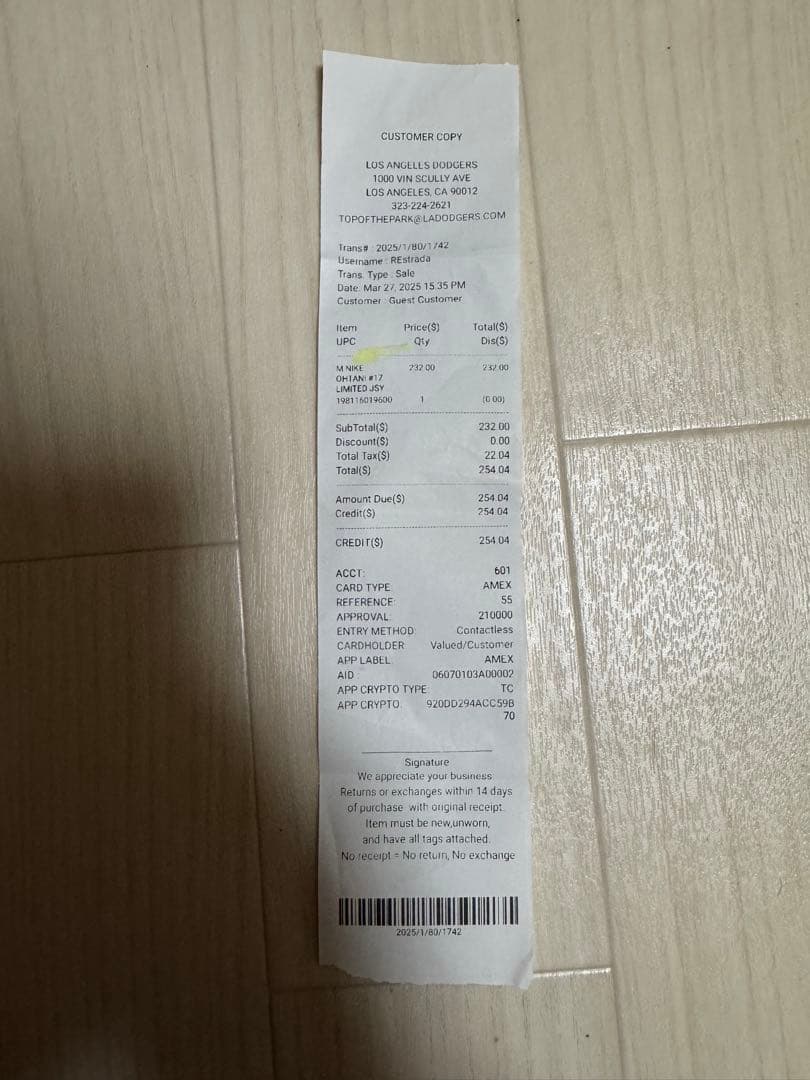 CUSTOMER COPY
LOS ANGELES DODGERS
1000 VIN SCULLY AVE
LOS ANGELES, CA 90012
323-224-2621
TOPOFTHEPARK@LADODGERS.COM
Trans# : 2025/1/80/1742
Username : REstrada
Trans. Type : Sale
Date: Mar 27, 2025 15:35 PM
Customer : Guest Customer
Item Price($) Total($)
UPC Qty Dis($)
M NIKE 232.00 232.00
OHTANI #17
LIMITED JSY
198116019600 1 (0.00)
SubTotal($) 232.00
Discount($) 0.00
Total Tax($) 22.04
Total($) 254.04
Amount Due($) 254.04
Credit($) 254.04
CREDIT($) 254.04
ACCT: 601
CARD TYPE: AMEX
REFERENCE: 55
APPROVAL: 210000
ENTRY METHOD: Contactless
CARDHOLDER: Valued/Customer
APP LABEL: AMEX
AID: 06070103A00002
APP CRYPTO TYPE: TC
APP CRYPTO: 920DD294ACC59B
70
Signature
We appreciate your business
Returns or exchanges within 14 days
of purchase with original receipt.
Item must be new,unworn,
and have all tags attached.
No receipt = No return, No exchange
2025/1/80/1742